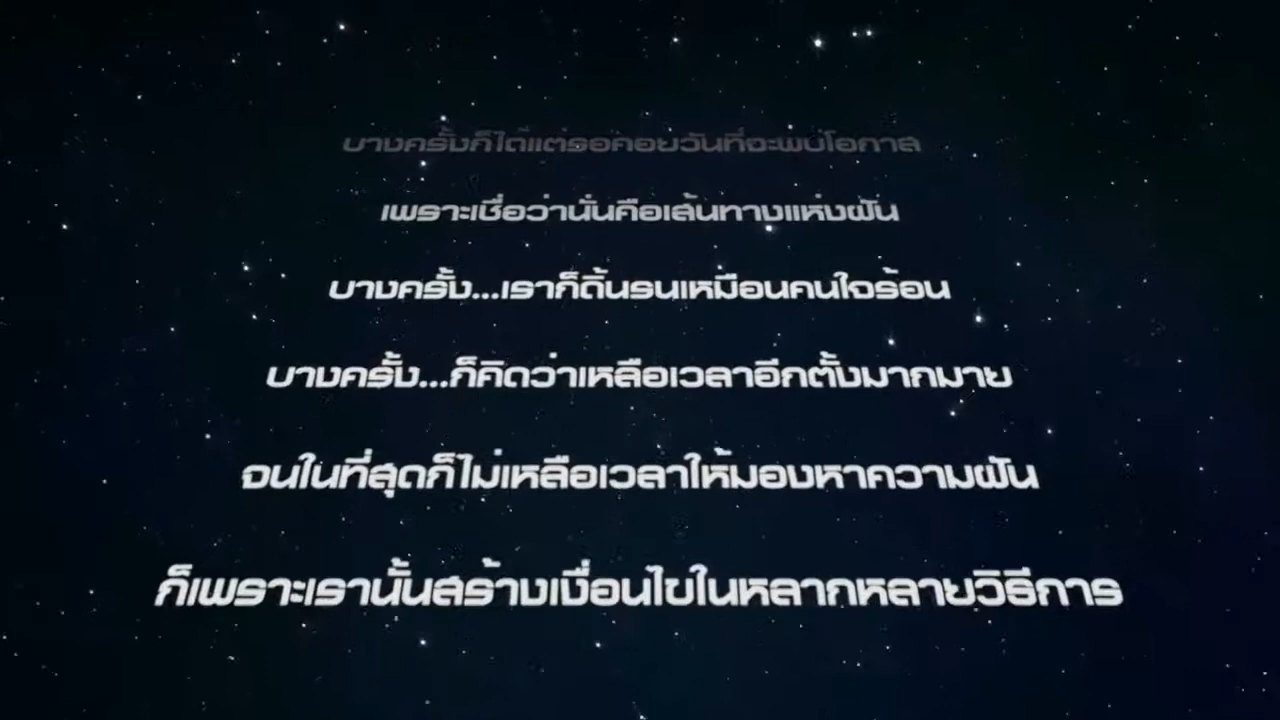 บางครั้งก็ได้แต่รอคอยวันที่จะพบโอกาส
เพราะเชื่อว่านั่นคือเส้นทางแห่งฝัน
บางครั้ง...เราก็ดิ้นรนเหมือนคนใจร้อน
บางครั้ง...ก็คิดว่าเหลือเวลาอีกตั้งมากมาย
จนในที่สุดก็ไม่เหลือเวลาให้มองหาความฝัน
ก็เพราะเรานั้นสร้างเงื่อนไขในหลากหลายวิธีการ